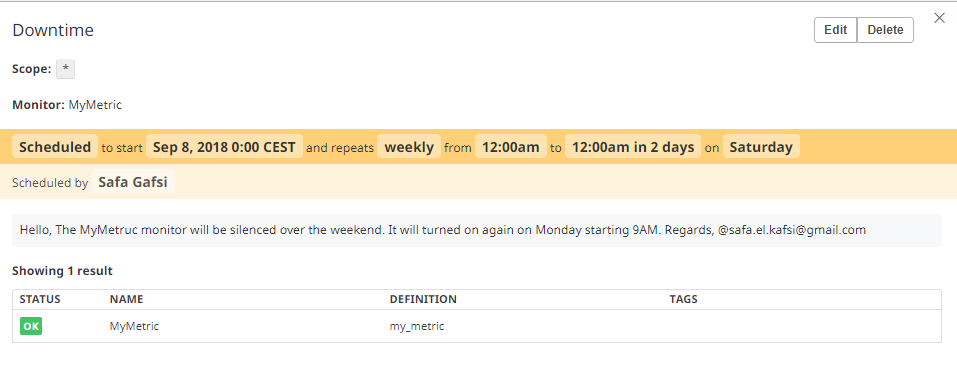 Downtime Edit Delete
Scope: *
Monitor: MyMetric
Scheduled to start Sep 8, 2018 0:00 CEST and repeats weekly from 12:00am to 12:00am in 2 days on Saturday
Scheduled by Safa Gafsi
Hello, The MyMetruc monitor will be silenced over the weekend. It will turned on again on Monday starting 9AM. Regards, @safa.el.kafsi@gmail.com
Showing 1 result
STATUS NAME DEFINITION TAGS
OK MyMetric my_metric